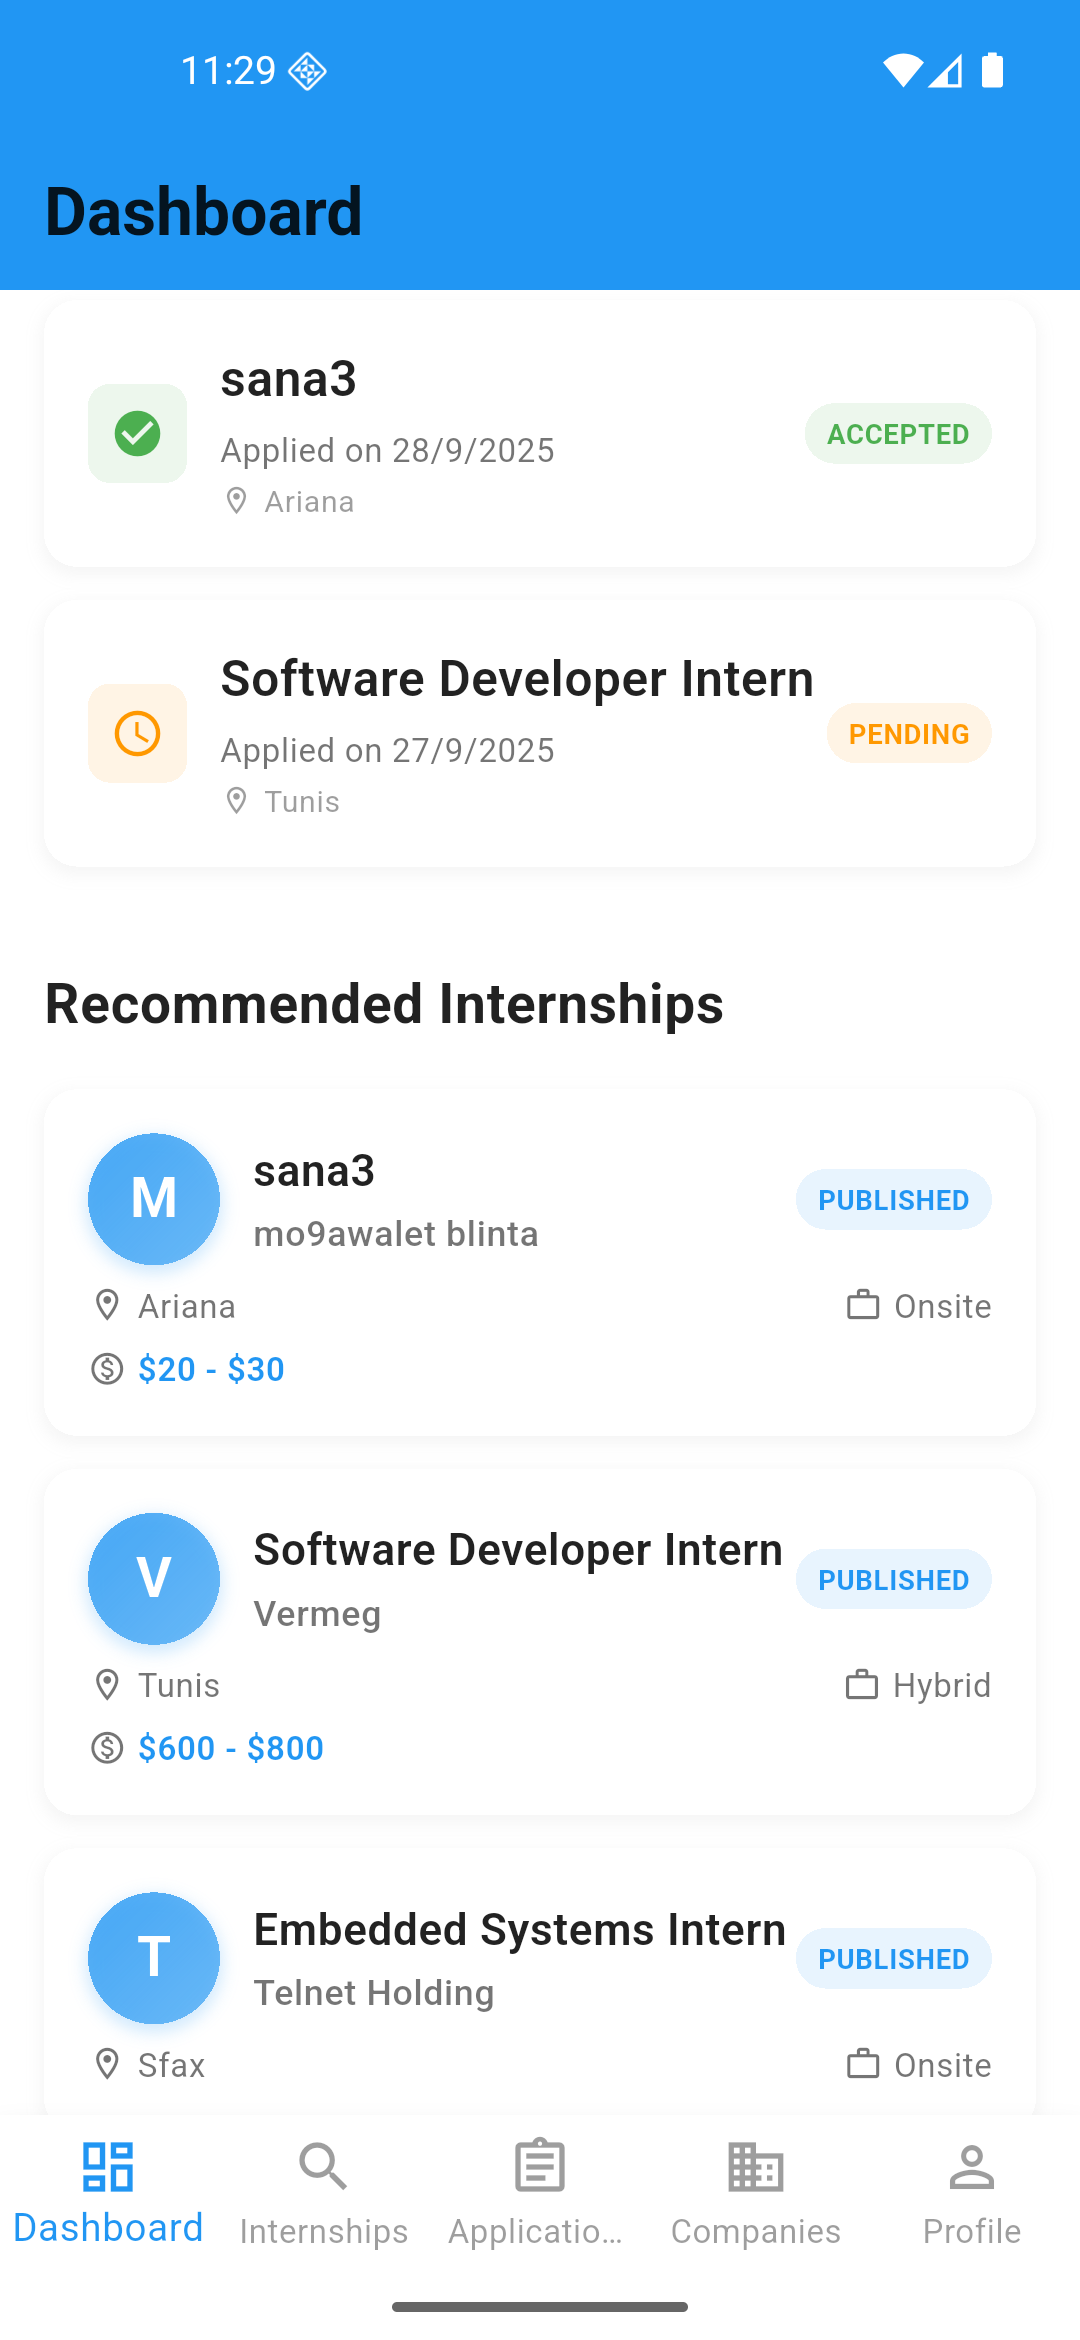 11:29
Dashboard
sana3
Applied on 28/9/2025
Ariana
ACCEPTED
Software Developer Intern
Applied on 27/9/2025
Tunis
PENDING
Recommended Internships
M
sana3
mo9awalet blinta
PUBLISHED
Ariana
Onsite
$20 - $30
V
Software Developer Intern
Vermeg
PUBLISHED
Tunis
Hybrid
$600 - $800
T
Embedded Systems Intern
Telnet Holding
PUBLISHED
Sfax
Onsite
Dashboard
Internships
Applicatio...
Companies
Profile